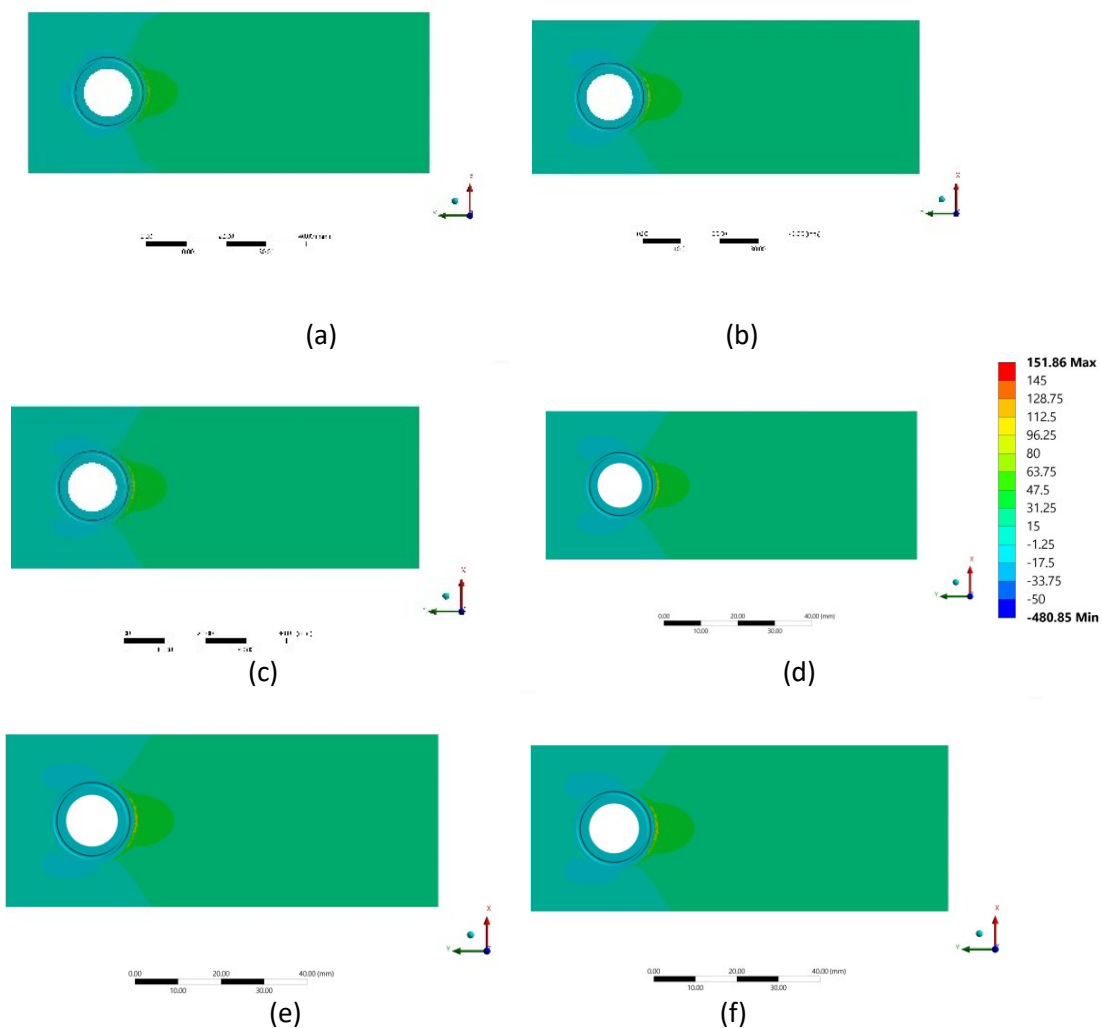 (a)
(b)
151.86 Max
145
128.75
112.5
96.25
80
63.75
47.5
31.25
15
-1.25
-17.5
-33.75
-50
-480.85 Min
X
Y
0.00 20.00 40.00 (mm)
10.00 30.00
(c)
(d)
X
Y
0.00 20.00 40.00 (mm)
10.00 30.00
X
Y
0.00 20.00 40.00 (mm)
10.00 30.00
(e)
(f)